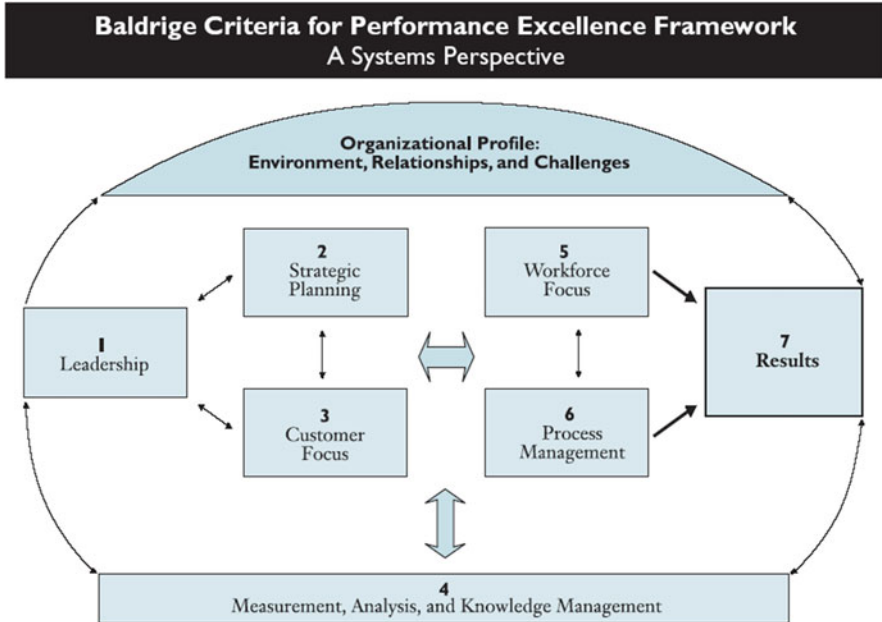 Baldrige Criteria for Performance Excellence Framework
A Systems Perspective
Organizational Profile:
Environment, Relationships, and Challenges
2
Strategic
Planning
5
Workforce
Focus
1
Leadership
7
Results
3
Customer
Focus
6
Process
Management
4
Measurement, Analysis, and Knowledge Management